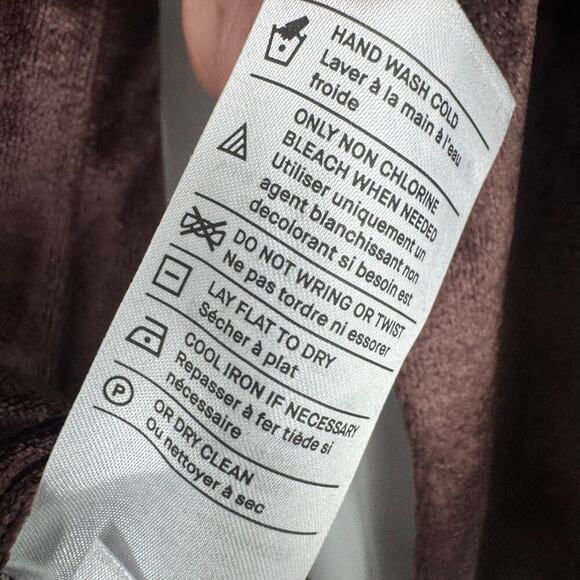 HAND WASH COLD
Laver à la main à l'eau
froide
ONLY NON CHLORINE
BLEACH WHEN NEEDED
Utiliser uniquement un
agent blanchissant non
decolorant si besoin est
DO NOT WRING OR TWIST
Ne pas tordre ni essorer
LAY FLAT TO DRY
Sécher à plat
COOL IRON IF NECESSARY
Repasser à fer tiède si
nécessaire
P
OR DRY CLEAN
Ou nettoyer à sec